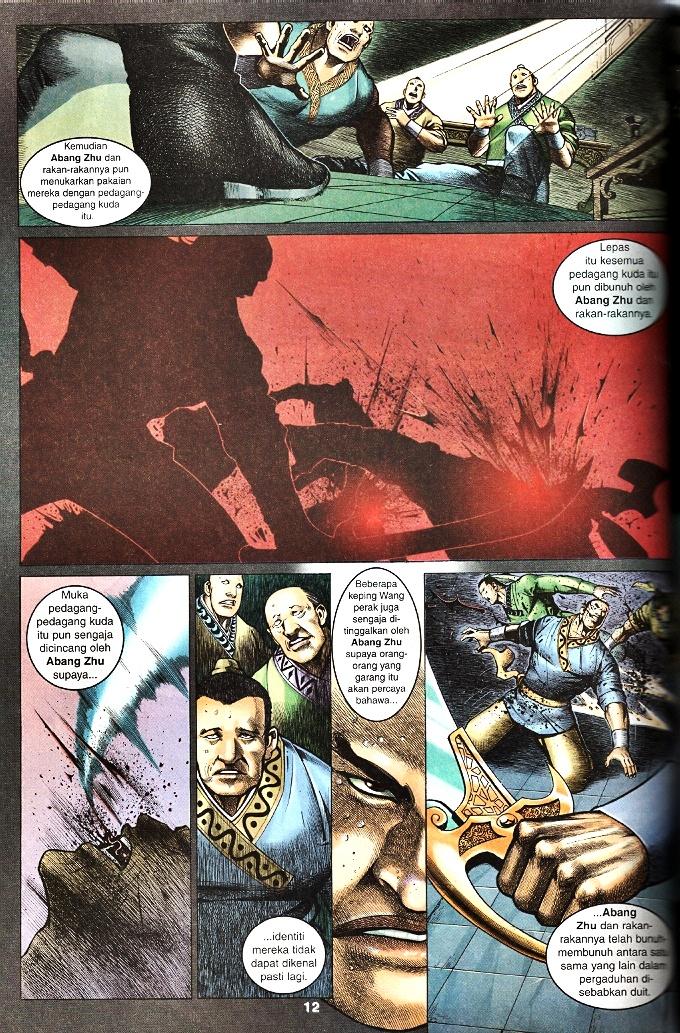 Kemudian
Abang Zhu dan
rakan-rakannya pun
menukarkan pakaian
mereka dengan pedagang-
pedagang kuda
itu.
Lepas
itu kesemua
pedagang kuda itu
pun dibunuh oleh
Abang Zhu dan
rakan-rakannya.
Muka
pedagang-
pedagang kuda
itu pun sengaja
dicincang oleh
Abang Zhu
supaya...
...identiti
mereka tidak
dapat dikenal
pasti lagi.
Beberapa
keping Wang
perak juga
sengaja di-
tinggalkan oleh
Abang Zhu
supaya orang-
orang yang
garang itu
akan percaya
bahawa...
...Abang
Zhu dan rakan-
rakannya telah bunuh-
membunuh antara satu
sama yang lain dalam
pergaduhan di-
sebabkan duit.
12